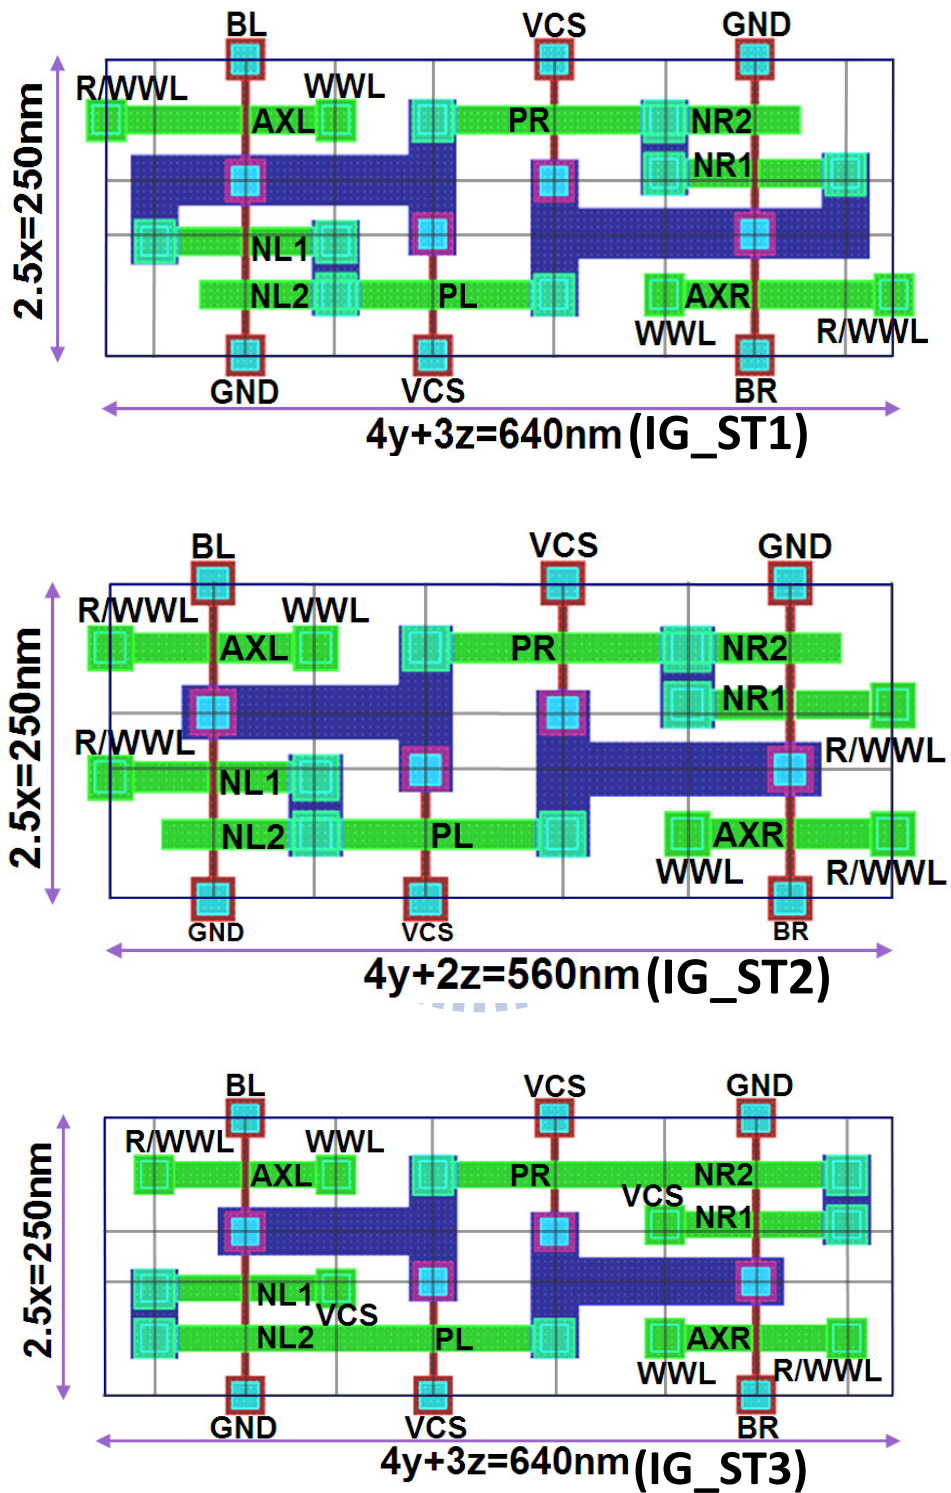 BL VCS GND
R/WWL WWL
AXL PR NR2
NR1
2.5x=250nm
NL1
NL2 PL AXR
WWL R/WWL
GND VCS BR
4y+3z=640nm (IG_ST1)
BL VCS GND
R/WWL WWL
AXL PR NR2
NR1
2.5x=250nm
R/WWL R/WWL
NL1
NL2 PL AXR
WWL R/WWL
GND VCS BR
4y+2z=560nm (IG_ST2)
BL VCS GND
R/WWL WWL
AXL PR NR2
VCS
NR1
2.5x=250nm
NL1
VCS
NL2 PL AXR
WWL R/WWL
GND VCS BR
4y+3z=640nm (IG_ST3)